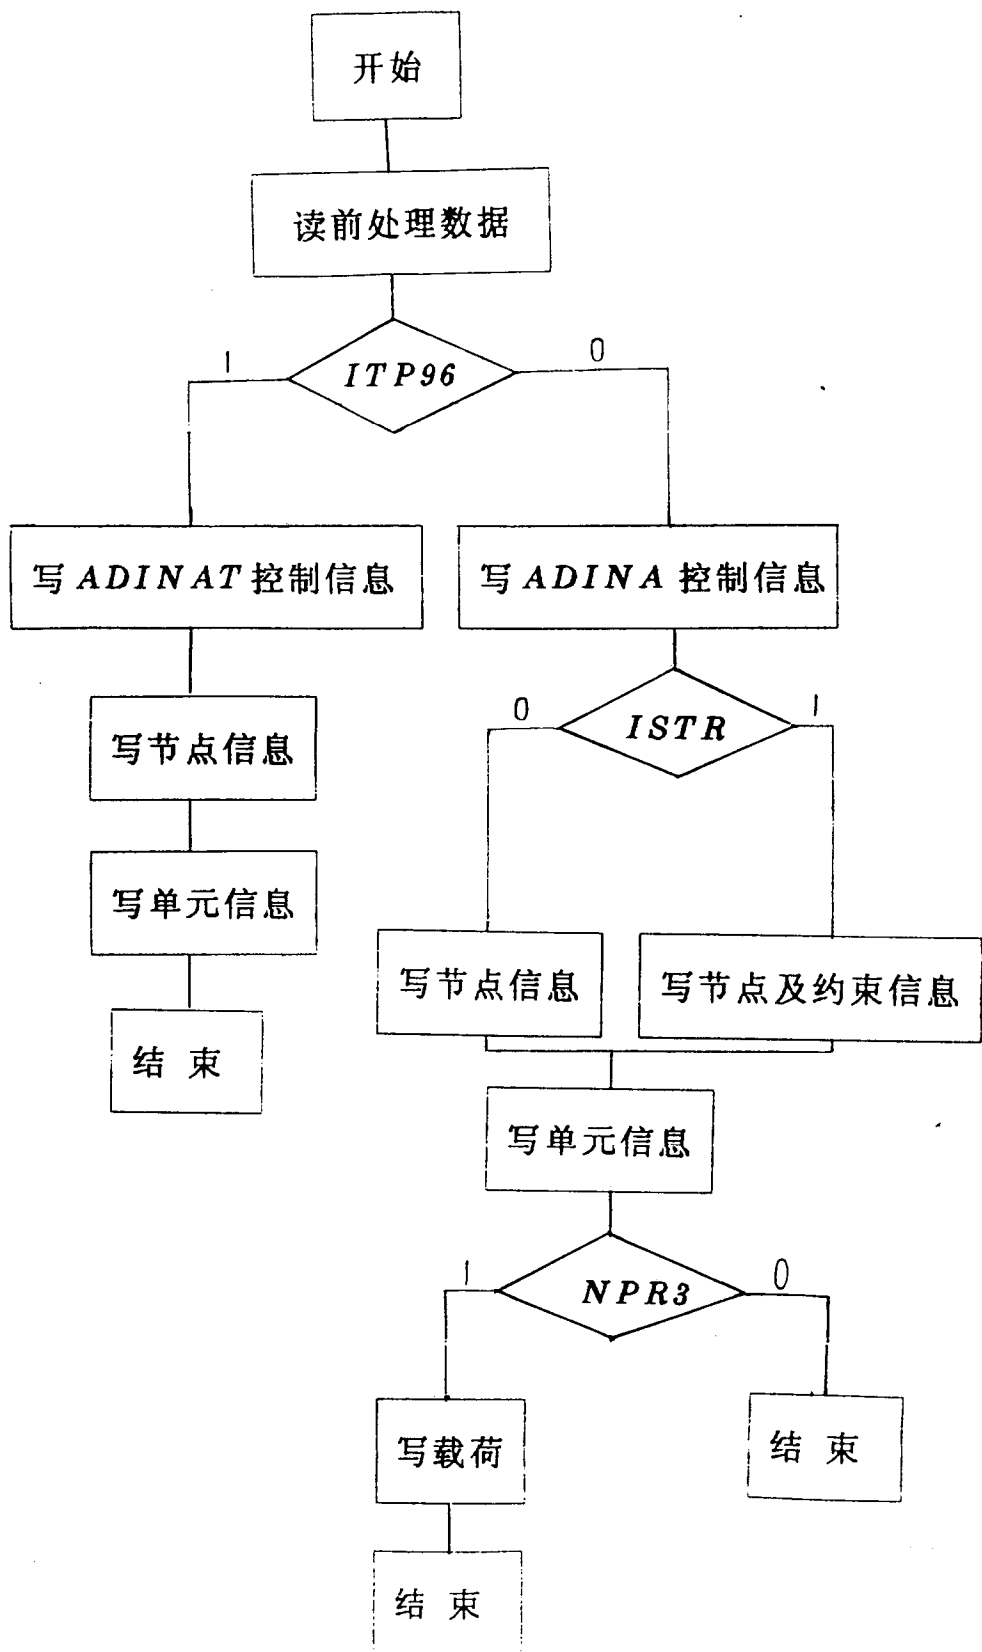 开始
读前处理数据
1
ITP96
0
写ADINAT控制信息
写ADINA控制信息
0
ISTR
1
写节点信息
写单元信息
结束
写节点信息
写节点及约束信息
写单元信息
1
NPR3
0
写载荷
结束
结束